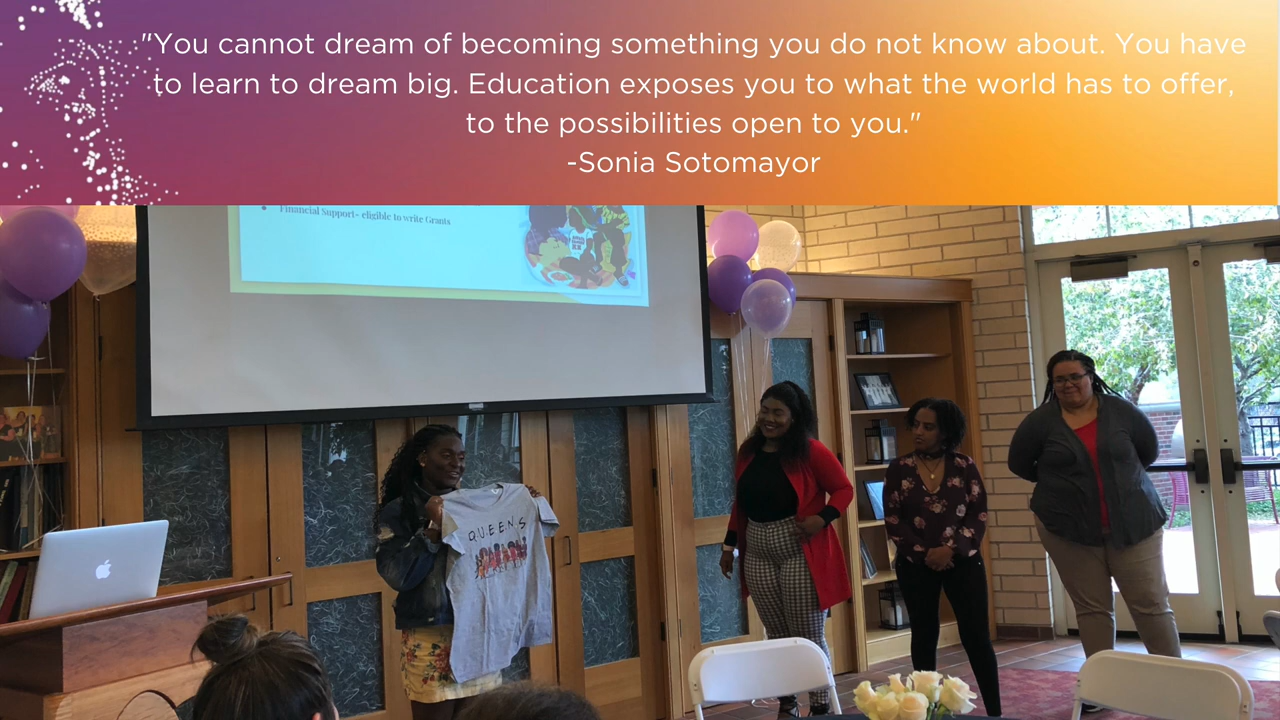 "You cannot dream of becoming something you do not know about. You have
to learn to dream big. Education exposes you to what the world has to offer,
to the possibilities open to you."
-Sonia Sotomayor
Financial Support- eligible to write Grants
QUEENS